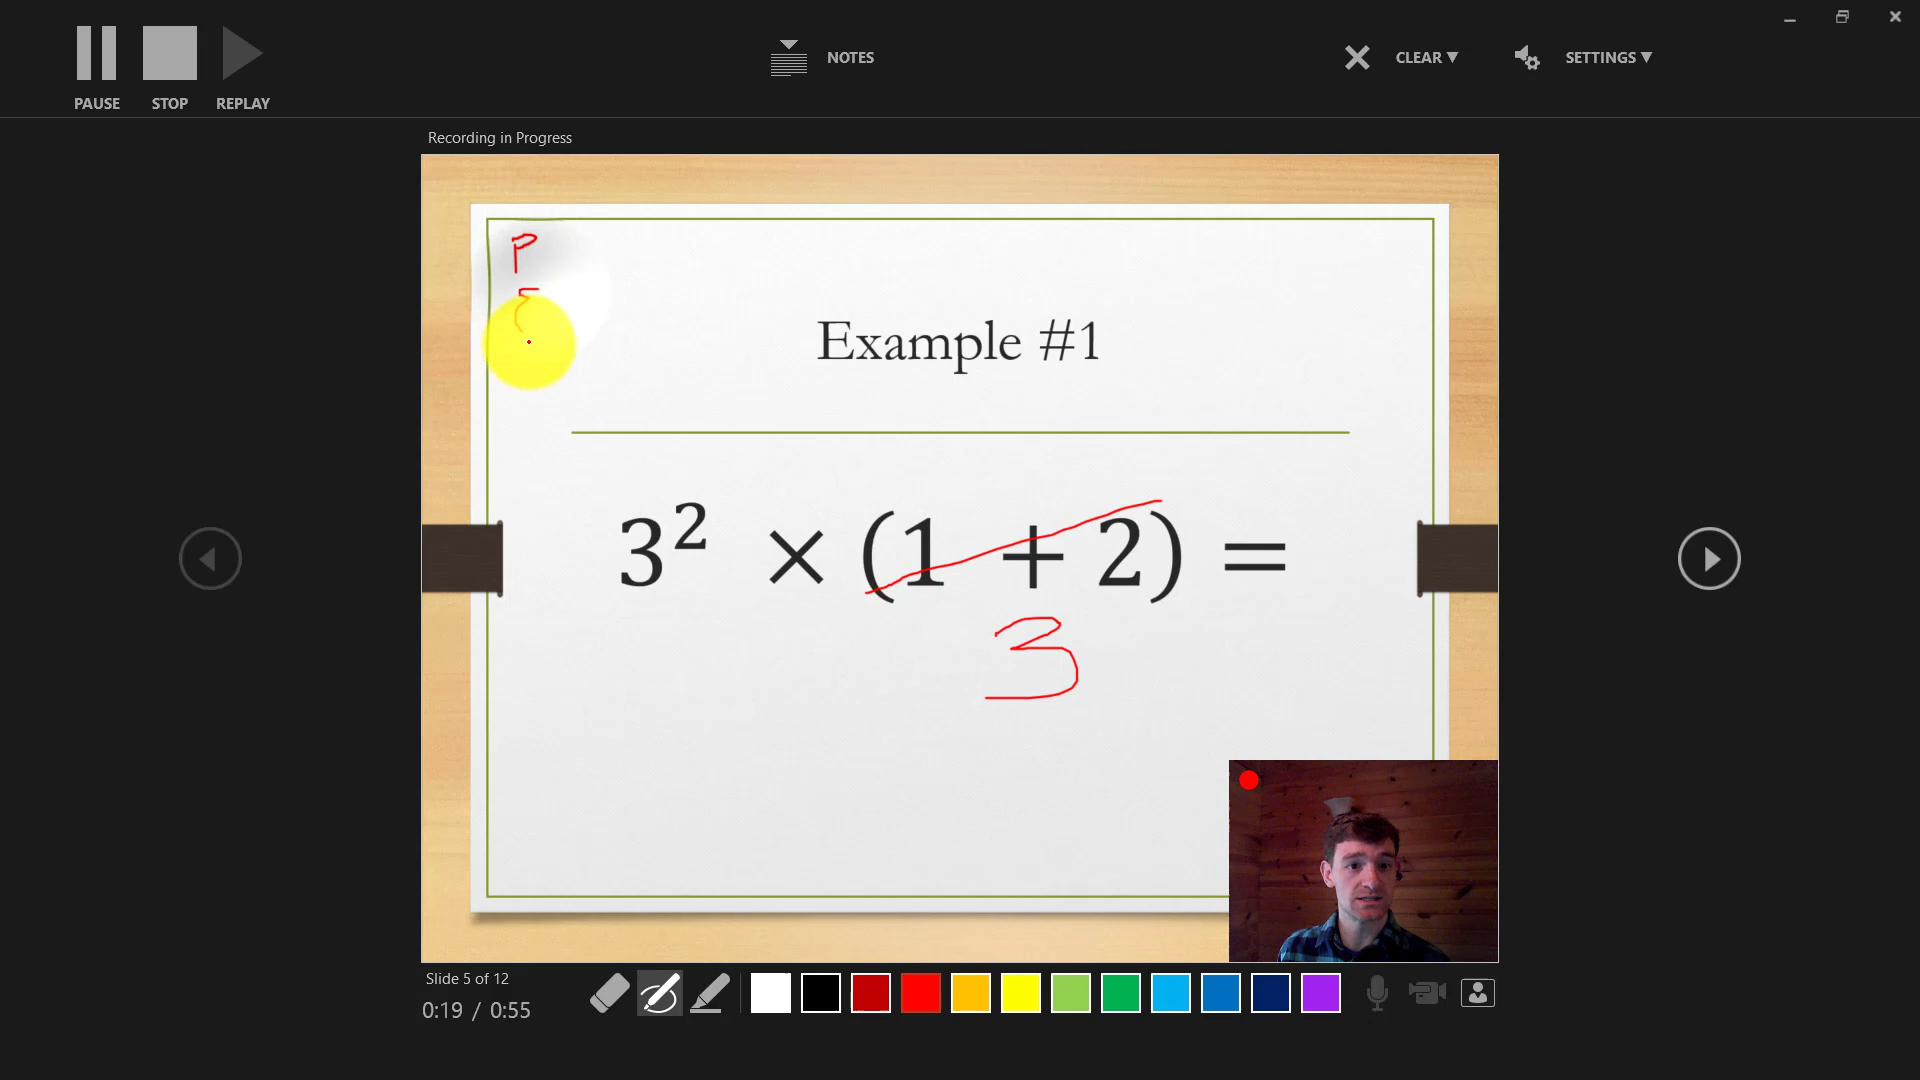 NOTES
CLEAR ▼
SETTINGS ▼
PAUSE STOP REPLAY
Recording in Progress
P
E
Example #1
3² × (1 + 2) =
3
Slide 5 of 12
0:19 / 0:55